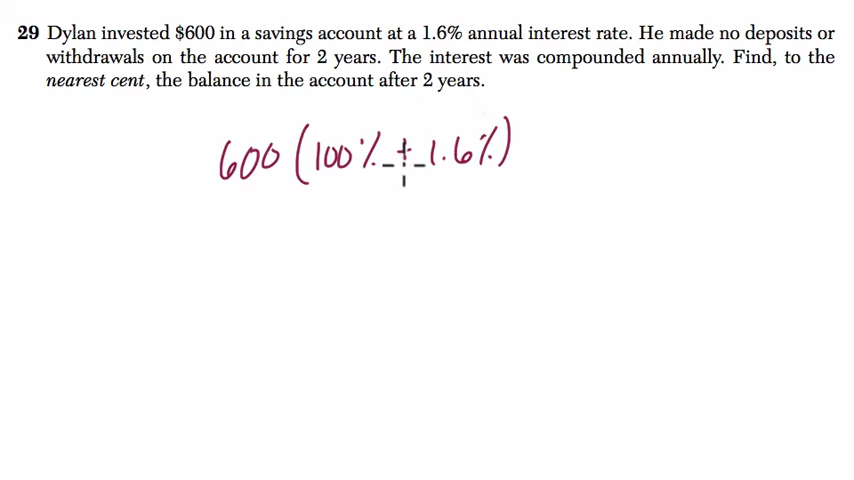 29 Dylan invested $600 in a savings account at a 1.6% annual interest rate. He made no deposits or
withdrawals on the account for 2 years. The interest was compounded annually. Find, to the
nearest cent, the balance in the account after 2 years.
600 (100% + 1.6%)